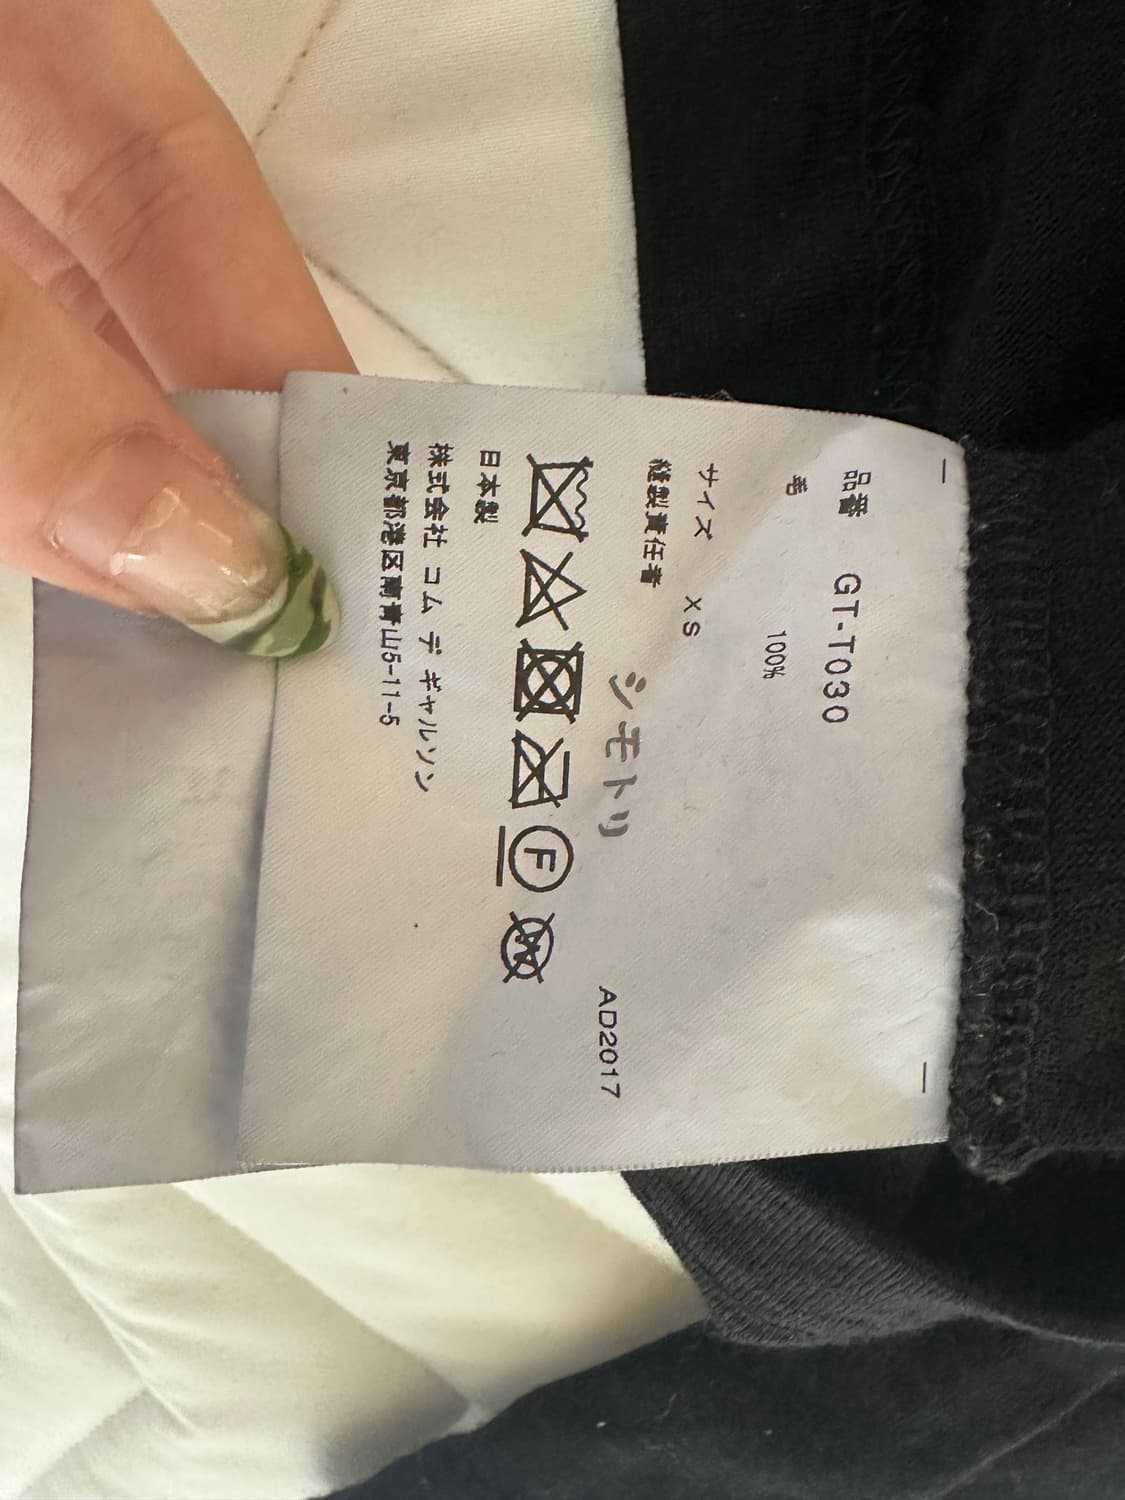 品番 GT-T030
毛 100%
サイズ XS
縫製責任者 シモトリ AD2017
F
W
日本製
株式会社 コム デ ギャルソン
東京都港区南青山5-11-5